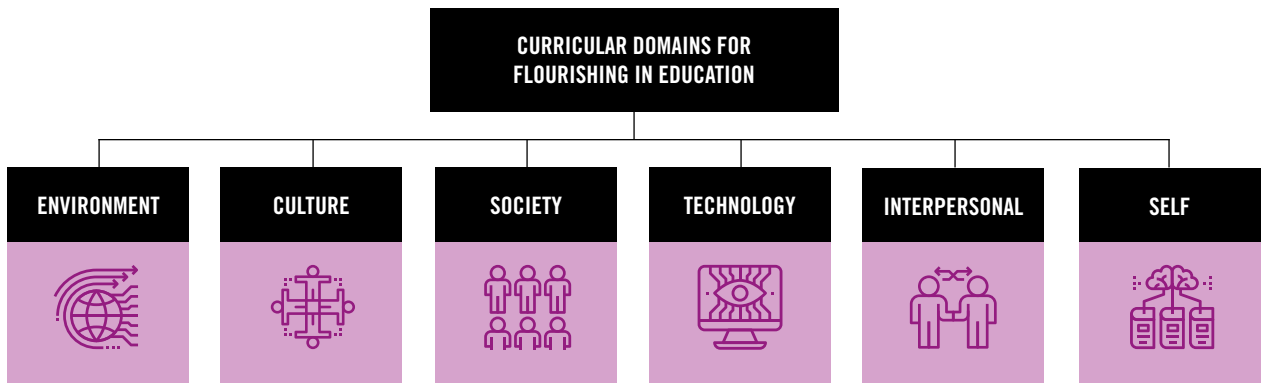 CURRICULAR DOMAINS FOR
FLOURISHING IN EDUCATION
ENVIRONMENT
CULTURE
SOCIETY
TECHNOLOGY
INTERPERSONAL
SELF